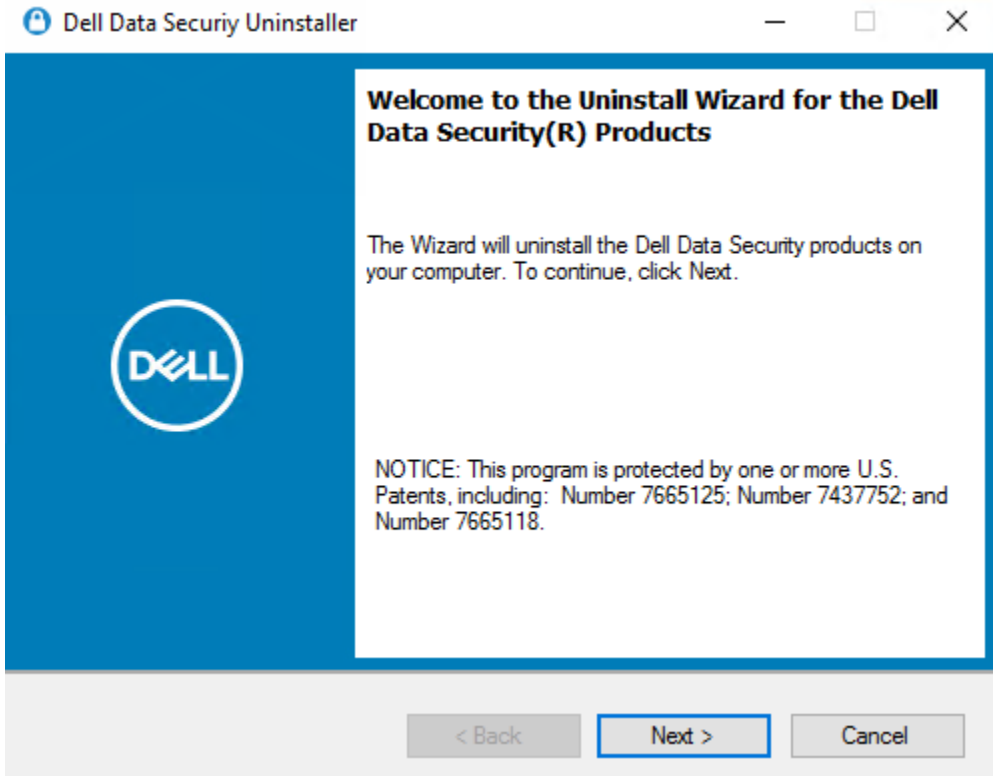 Dell Data Securiy Uninstaller
Welcome to the Uninstall Wizard for the Dell
Data Security(R) Products
The Wizard will uninstall the Dell Data Security products on
your computer. To continue, click Next.
DELL
NOTICE: This program is protected by one or more U.S.
Patents, including:  Number 7665125; Number 7437752; and
Number 7665118.
< Back
Next >
Cancel